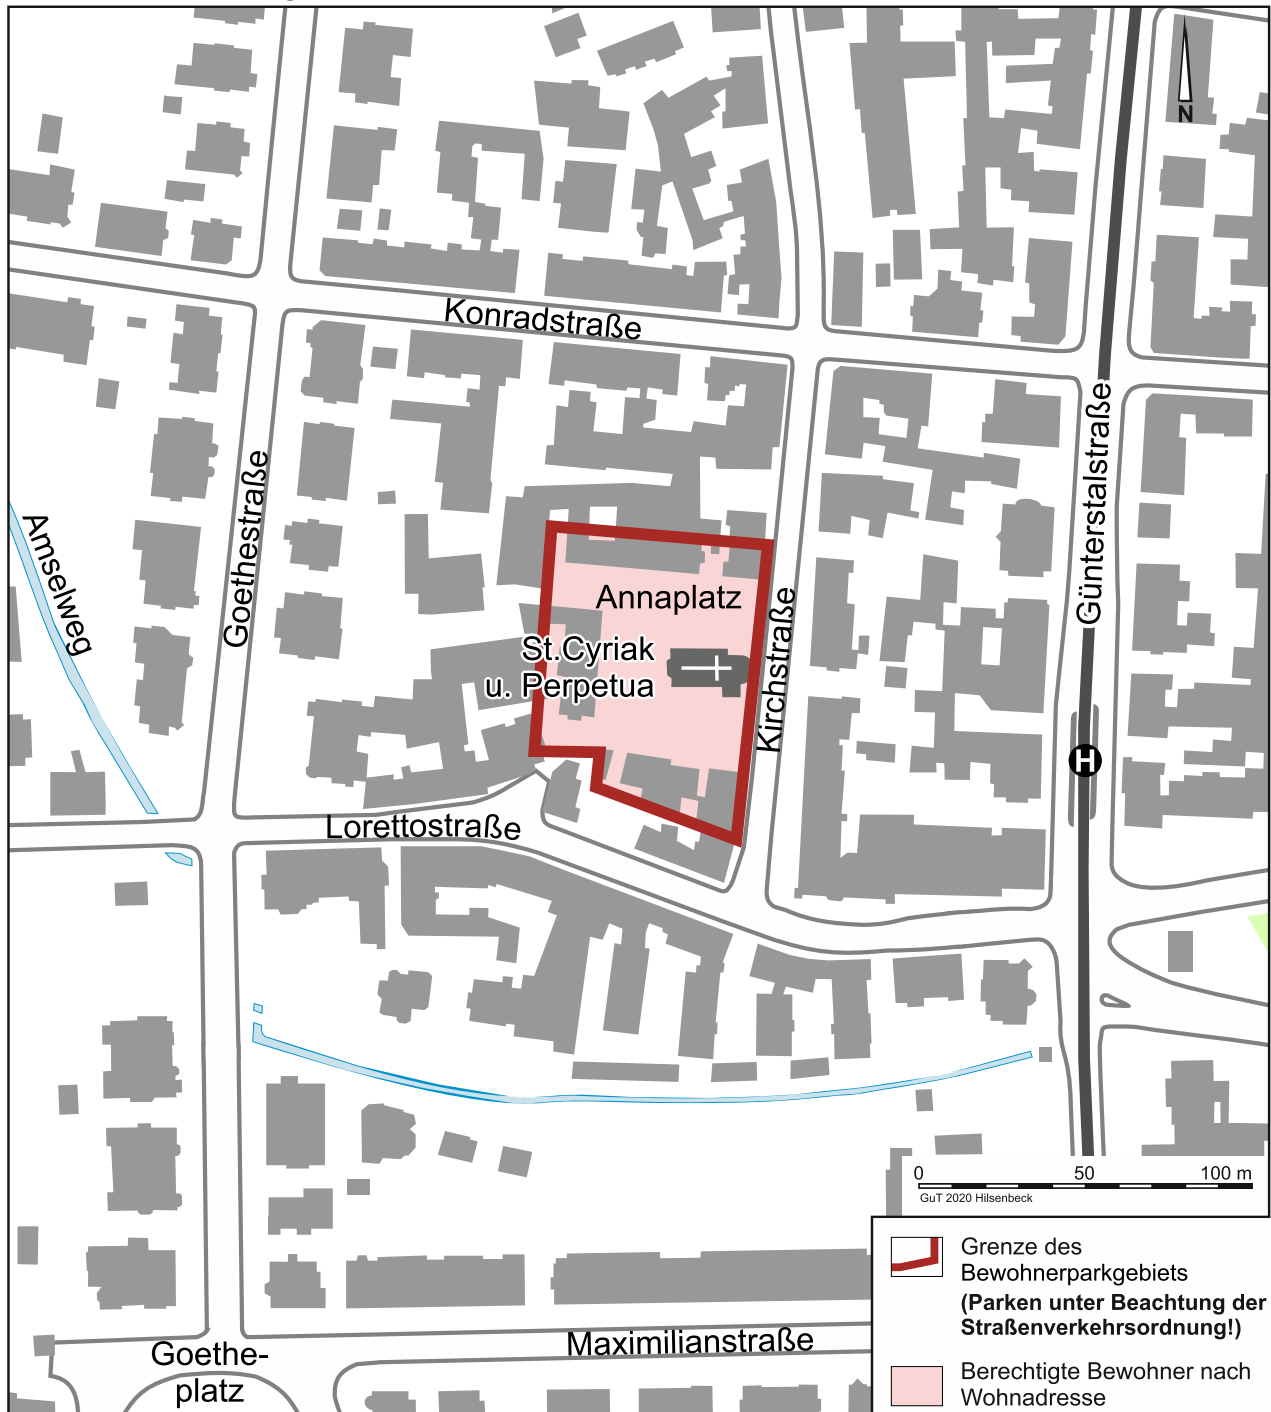 N
Konradstraße
Günterstalstraße
Goethestraße
Amselweg
Annaplatz
St.Cyriak
u. Perpetua
Kirchstraße
H
Lorettostraße
0 50 100 m
GuT 2020 Hilsenbeck
Grenze des
Bewohnerparkgebiets
(Parken unter Beachtung der
Straßenverkehrsordnung!)
Berechtigte Bewohner nach
Wohnadresse
Maximilianstraße
Goethe-
platz